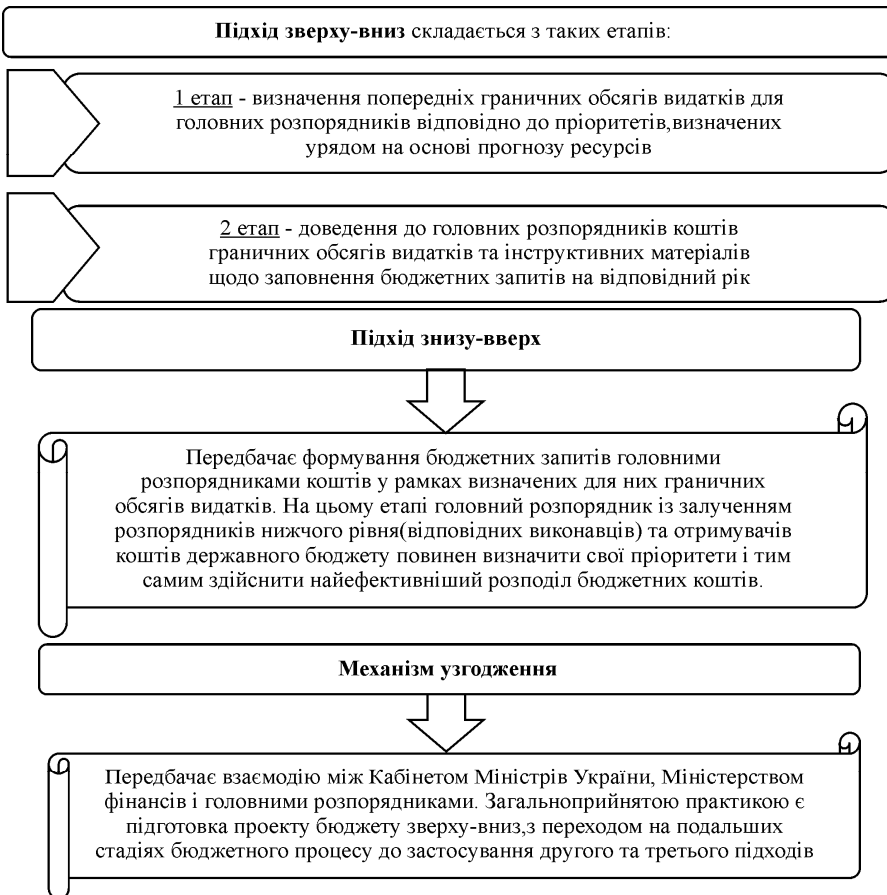 Підхід зверху-вниз складається з таких етапів:
1 етап - визначення попередніх граничних обсягів видатків для
головних розпорядників відповідно до пріоритетів,визначених
урядом на основі прогнозу ресурсів
2 етап - доведення до головних розпорядників коштів
граничних обсягів видатків та інструктивних матеріалів
щодо заповнення бюджетних запитів на відповідний рік
Підхід знизу-вверх
Передбачає формування бюджетних запитів головними
розпорядниками коштів у рамках визначених для них граничних
обсягів видатків. На цьому етапі головний розпорядник із залученням
розпорядників нижчого рівня(відповідних виконавців) та отримувачів
коштів державного бюджету повинен визначити свої пріоритети і тим
самим здійснити найефективніший розподіл бюджетних коштів.
Механізм узгодження
Передбачає взаємодію між Кабінетом Міністрів України, Міністерством
фінансів і головними розпорядниками. Загальноприйнятою практикою є
підготовка проекту бюджету зверху-вниз,з переходом на подальших
стадіях бюджетного процесу до застосування другого та третього підходів